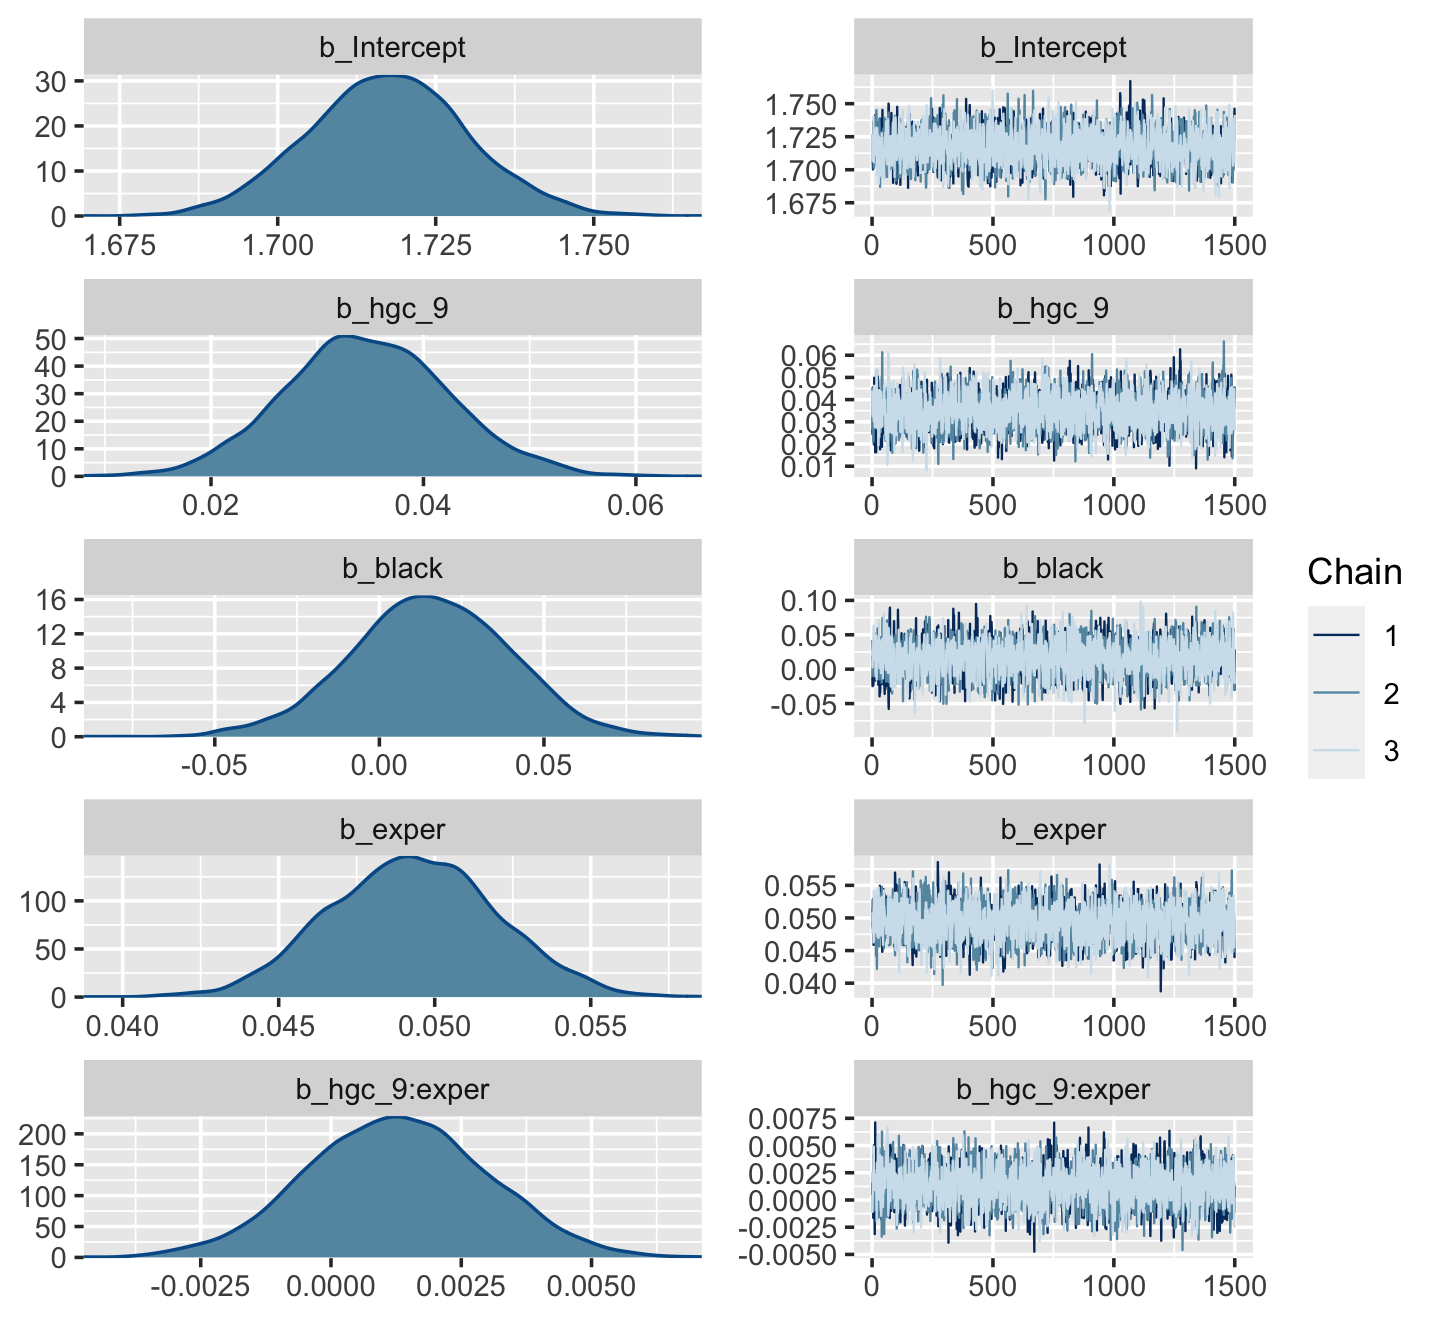 b_Intercept
30
20
10
0
1.675 1.700 1.725 1.750
b_Intercept
1.750
1.725
1.700
1.675
0 500 1000 1500
b_hgc_9
50
40
30
20
10
0
0.02 0.04 0.06
b_hgc_9
0.06
0.05
0.04
0.03
0.02
0.01
0 500 1000 1500
b_black
16
12
8
4
0
-0.05 0.00 0.05
b_black
0.10
0.05
0.00
-0.05
0 500 1000 1500
b_exper
100
50
0
0.040 0.045 0.050 0.055
b_exper
0.055
0.050
0.045
0.040
0 500 1000 1500
b_hgc_9:exper
200
150
100
50
0
-0.0025 0.0000 0.0025 0.0050
b_hgc_9:exper
0.0075
0.0050
0.0025
0.0000
-0.0025
-0.0050
0 500 1000 1500
Chain
1
2
3